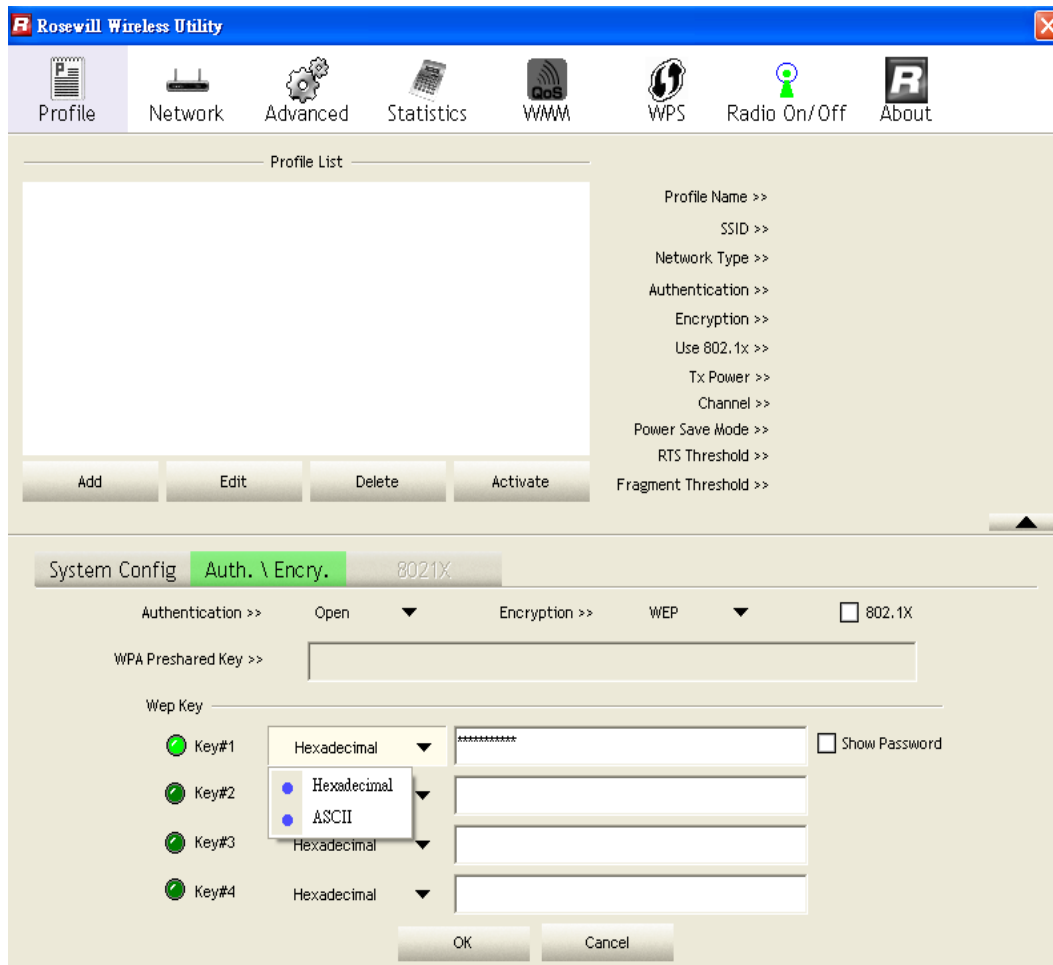 Rosewill Wireless Utility
Profile Network Advanced Statistics QoS WMM WPS Radio On/Off R About
Profile List
Profile Name >>
SSID >>
Network Type >>
Authentication >>
Encryption >>
Use 802.1x >>
Tx Power >>
Channel >>
Power Save Mode >>
RTS Threshold >>
Fragment Threshold >>
Add Edit Delete Activate
System Config Auth. \ Encry. 8021X
Authentication >> Open Encryption >> WEP 802.1X
WPA Preshared Key >>
Wep Key
Key#1 Hexadecimal *********** Show Password
Hexadecimal
ASCII
Key#2
Key#3 Hexadecimal
Key#4 Hexadecimal
OK Cancel